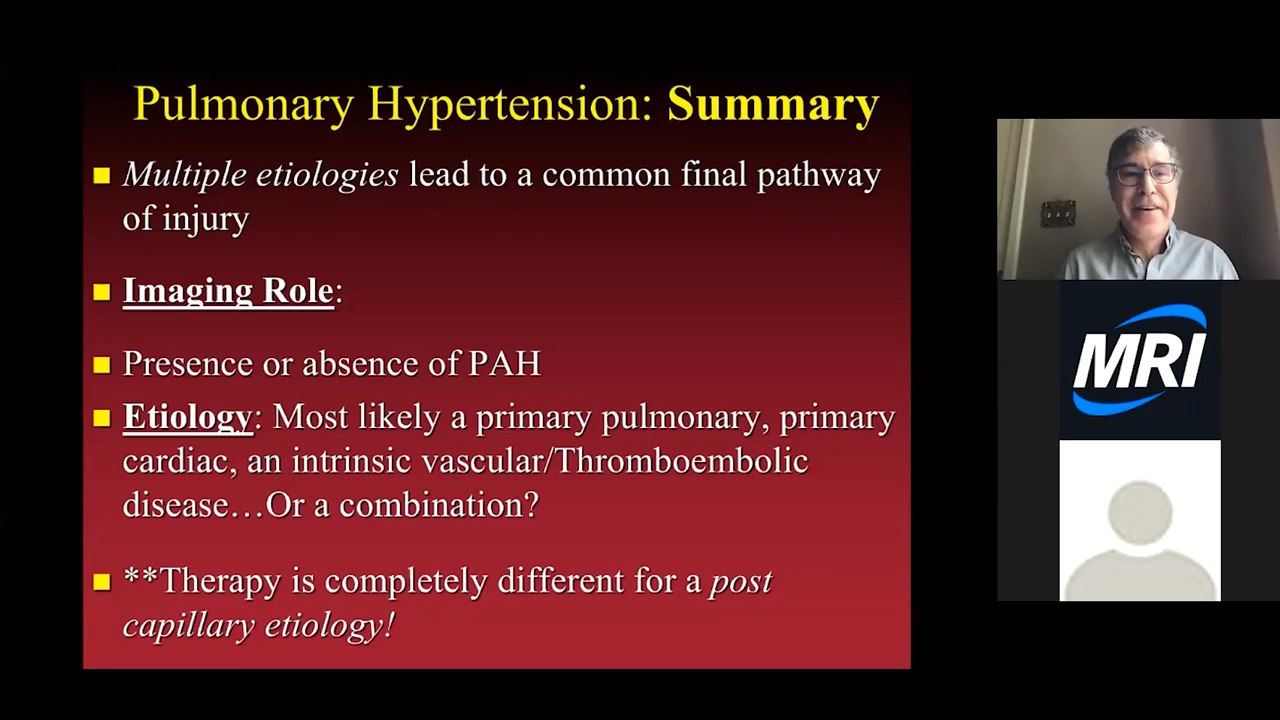 Pulmonary Hypertension: Summary
Multiple etiologies lead to a common final pathway
of injury
Imaging Role:
Presence or absence of PAH
Etiology: Most likely a primary pulmonary, primary
cardiac, an intrinsic vascular/Thromboembolic
disease…Or a combination?
**Therapy is completely different for a post
capillary etiology!
MRI